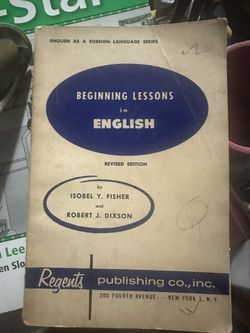 ENGLISH AS A FOREIGN LANGUAGE SERIES
BEGINNING LESSONS
in
ENGLISH
REVISED EDITION
by
ISOBEL Y. FISHER
and
ROBERT J. DIXSON
Regents publishing co., inc.
200 FOURTH AVENUE - - - NEW YORK 3, N. Y.